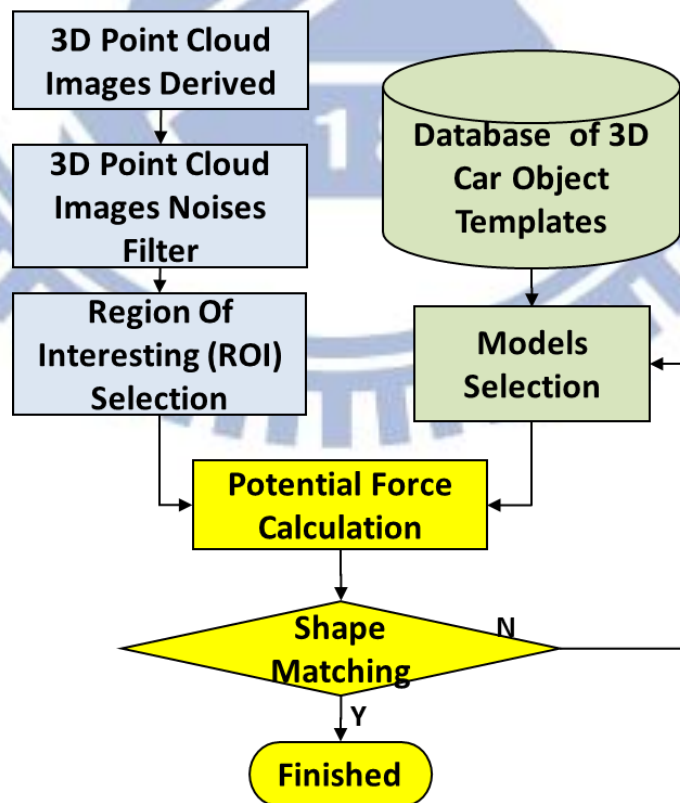 3D Point Cloud
Images Derived
3D Point Cloud
Images Noises
Filter
Region Of
Interesting (ROI)
Selection
Database of 3D
Car Object
Templates
Models
Selection
Potential Force
Calculation
Shape
Matching
N
Y
Finished